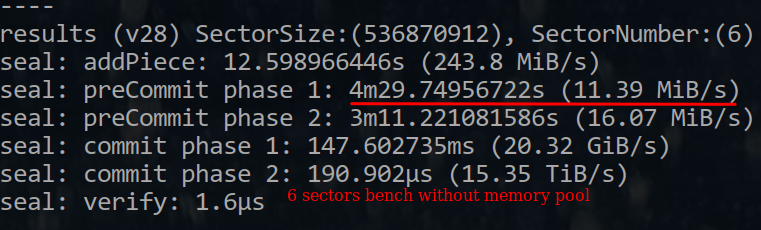 ----
results (v28) SectorSize:(536870912), SectorNumber:(6)
seal: addPiece: 12.598966446s (243.8 MiB/s)
seal: preCommit phase 1: 4m29.74956722s (11.39 MiB/s)
seal: preCommit phase 2: 3m11.221081586s (16.07 MiB/s)
seal: commit phase 1: 147.602735ms (20.32 GiB/s)
seal: commit phase 2: 190.902µs (15.35 TiB/s)
seal: verify: 1.6µs
6 sectors bench without memory pool